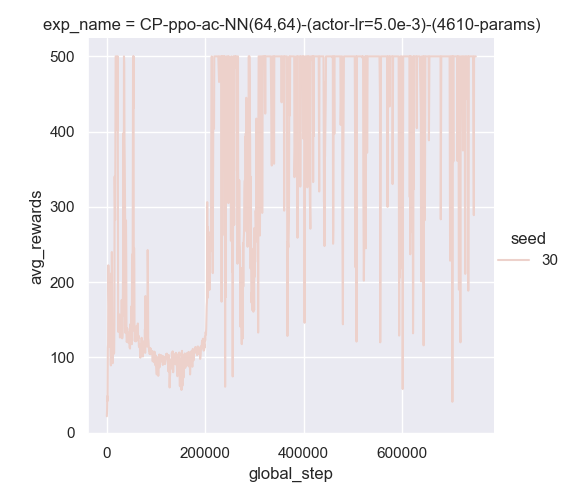 exp_name = CP-ppo-ac-NN(64,64)-(actor-lr=5.0e-3)-(4610-params)
500
400
300
200
100
0
avg_rewards
0
200000
400000
600000
global_step
seed
30